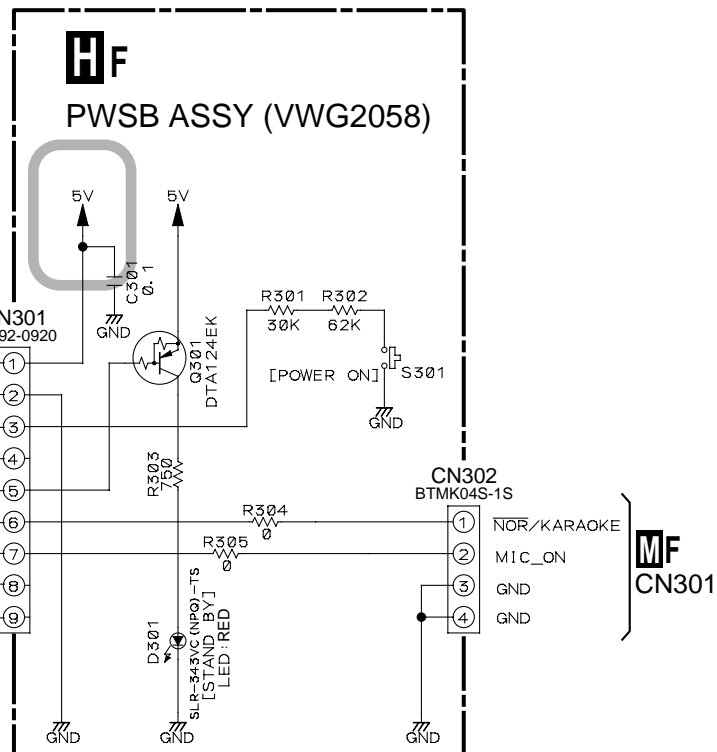 H F
PWSB ASSY (VWG2058)
5V
5V
C301
0.1
GND
N301
92-0920
1
2
3
4
5
6
7
8
9
Q301
DTA124EK
R301
30K
R302
62K
[POWER ON]
S301
GND
R303
750
R304
0
R305
0
D301
SLR-343VC(NPQ)-TS
[STAND BY]
LED:RED
GND
GND
GND
CN302
BTMK04S-1S
1 NOR/KARAOKE
2 MIC_ON
3 GND
4 GND
M F
CN301